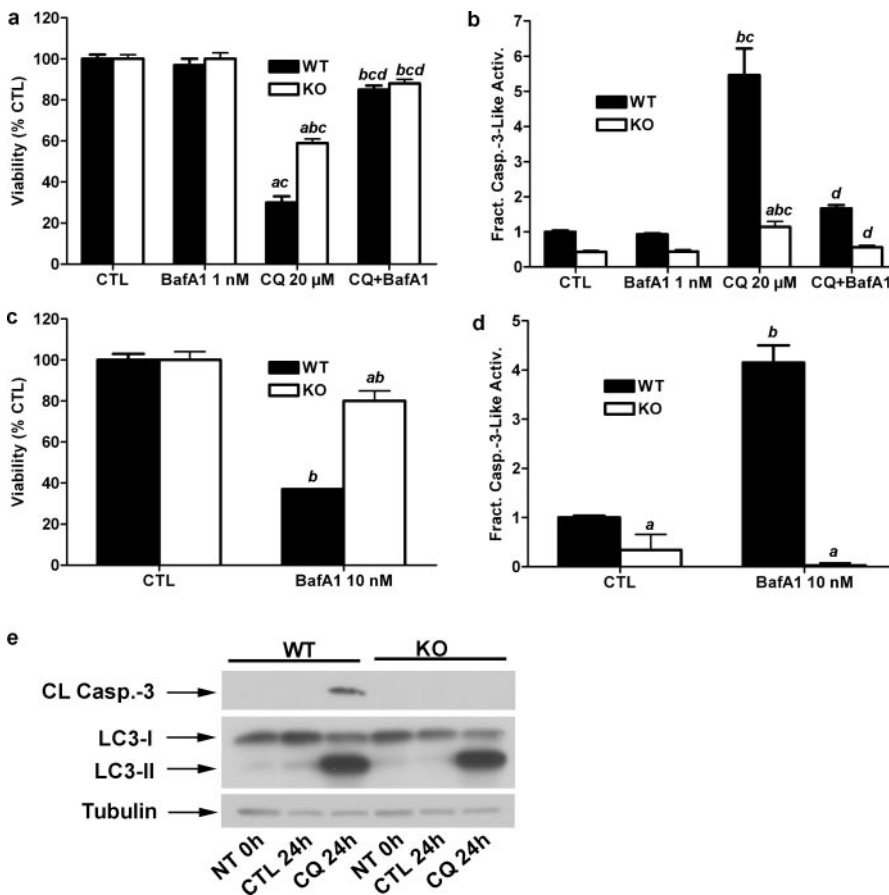 a
Viability (% CTL)
120
100
80
60
40
20
0
WT
KO
ac
abc
bcd
bcd
CTL
BafA1 1 nM
CQ 20 µM
CQ+BafA1
b
Fract. Casp.-3-Like Activ.
7
6
5
4
3
2
1
0
WT
KO
bc
abc
d
d
CTL
BafA1 1 nM
CQ 20 µM
CQ+BafA1
c
Viability (% CTL)
120
100
80
60
40
20
0
WT
KO
b
ab
CTL
BafA1 10 nM
d
Fract. Casp.-3-Like Activ.
5
4
3
2
1
0
WT
KO
a
b
a
CTL
BafA1 10 nM
e
WT
KO
CL Casp.-3
LC3-I
LC3-II
Tubulin
NT 0h
CTL 24h
CQ 24h
NT 0h
CTL 24h
CQ 24h